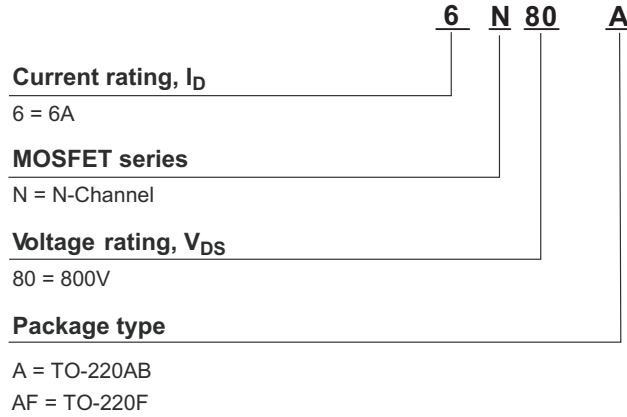 6 N 80 A
Current rating, ID
6 = 6A
MOSFET series
N = N-Channel
Voltage rating, VDS
80 = 800V
Package type
A = TO-220AB
AF = TO-220F